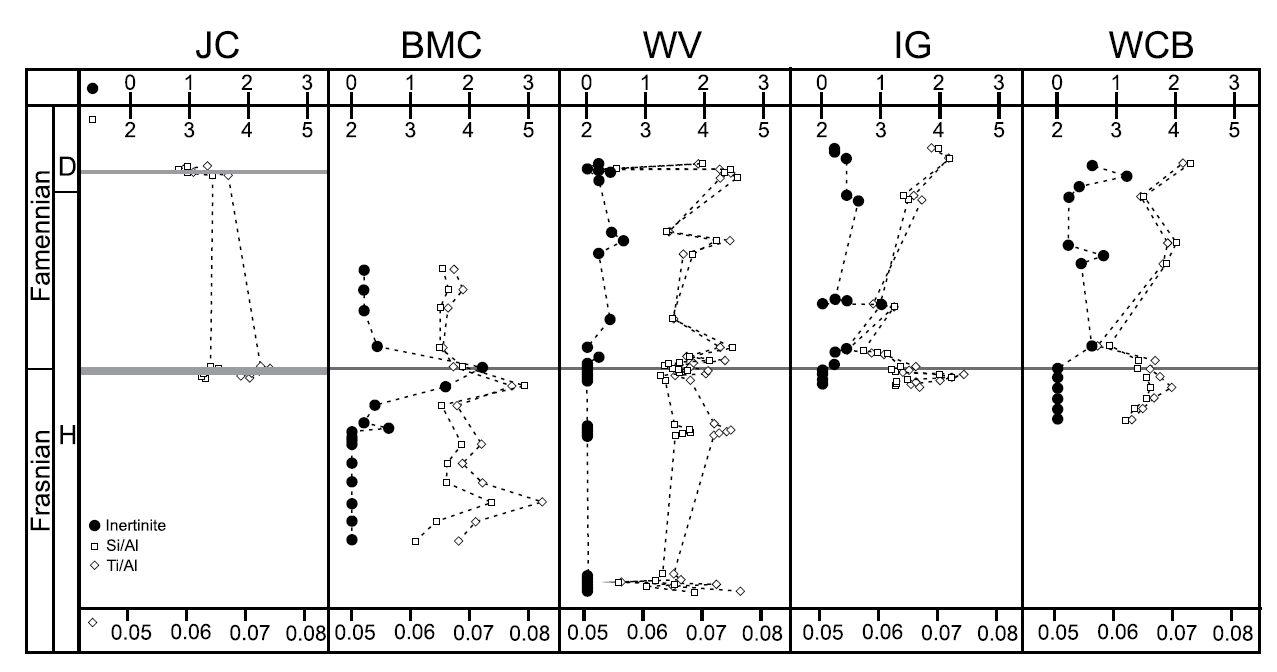 JC BMC WV IG WCB
0 1 2 3 0 1 2 3 0 1 2 3 0 1 2 3 0 1 2 3
2 3 4 5 2 3 4 5 2 3 4 5 2 3 4 5 2 3 4 5
D
Famennian
H
Frasnian
Inertinite
Si/Al
Ti/Al
0.05 0.06 0.07 0.08 0.05 0.06 0.07 0.08 0.05 0.06 0.07 0.08 0.05 0.06 0.07 0.08 0.05 0.06 0.07 0.08